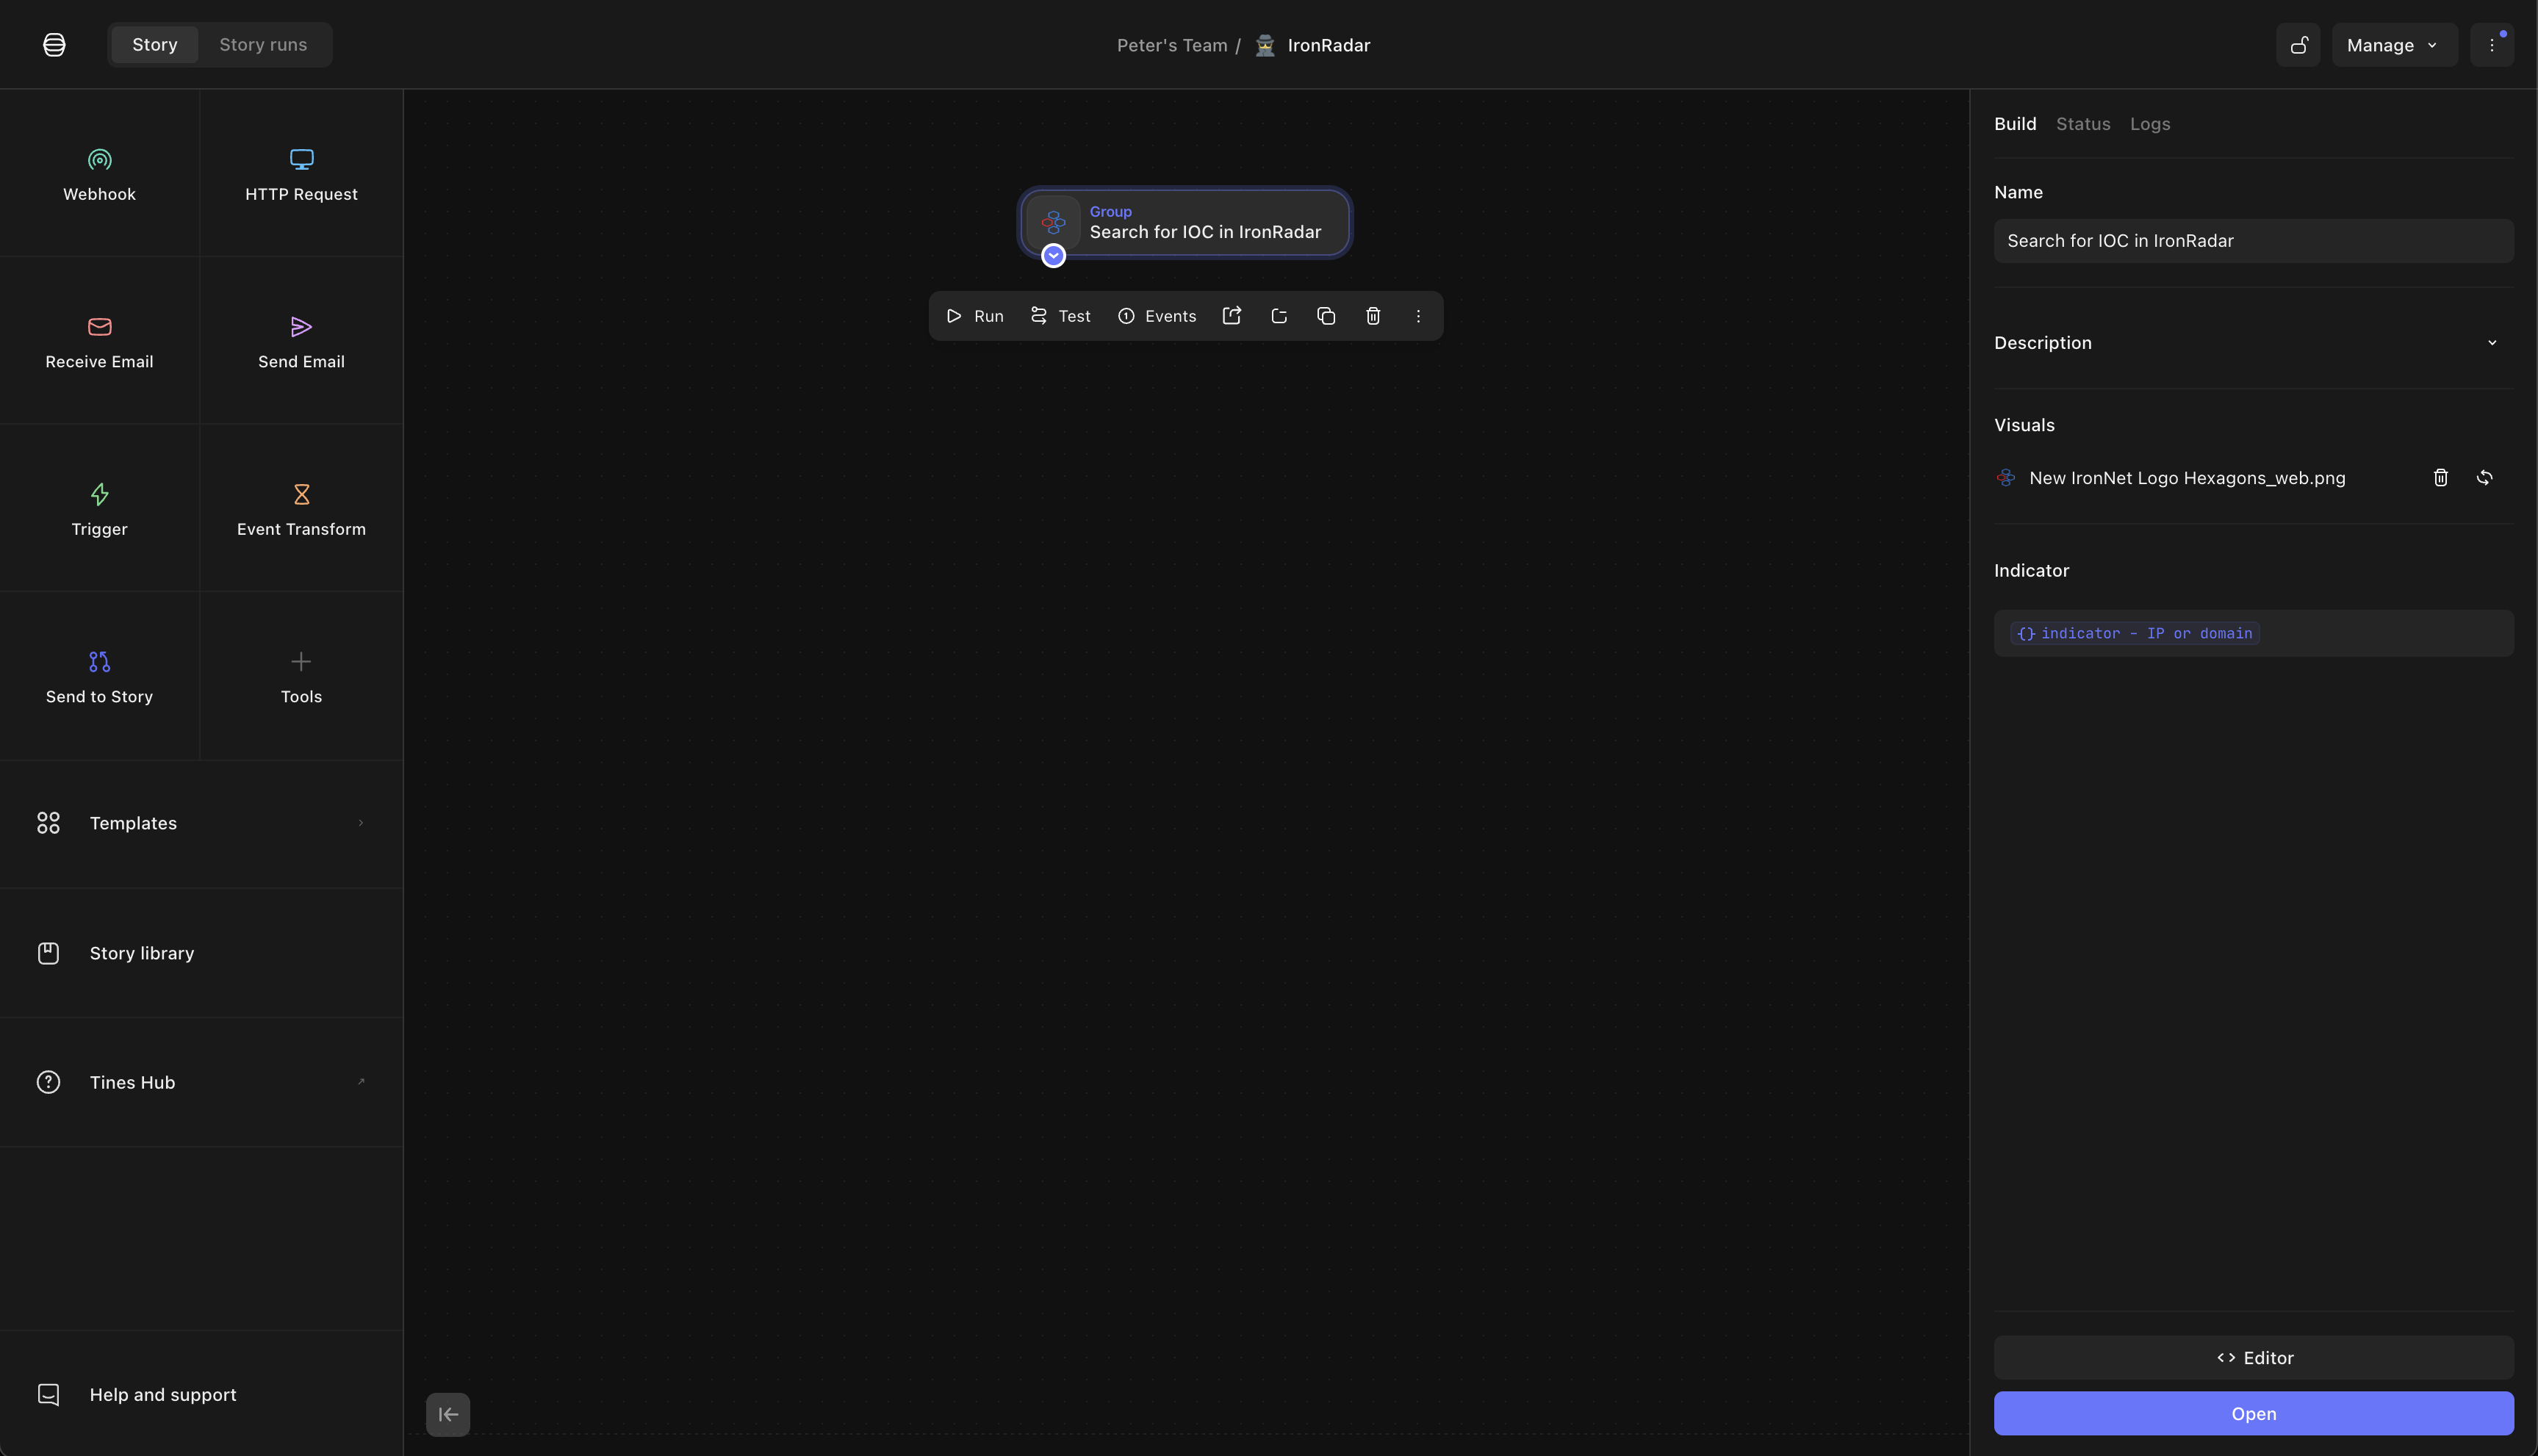 Story
Story runs
Peter's Team / IronRadar
Manage
Webhook
HTTP Request
Receive Email
Send Email
Trigger
Event Transform
Send to Story
Tools
Templates
Story library
Tines Hub
Help and support
Group
Search for IOC in IronRadar
Run
Test
1 Events
Build
Status
Logs
Name
Search for IOC in IronRadar
Description
Visuals
New IronNet Logo Hexagons_web.png
Indicator
{} indicator - IP or domain
<> Editor
Open